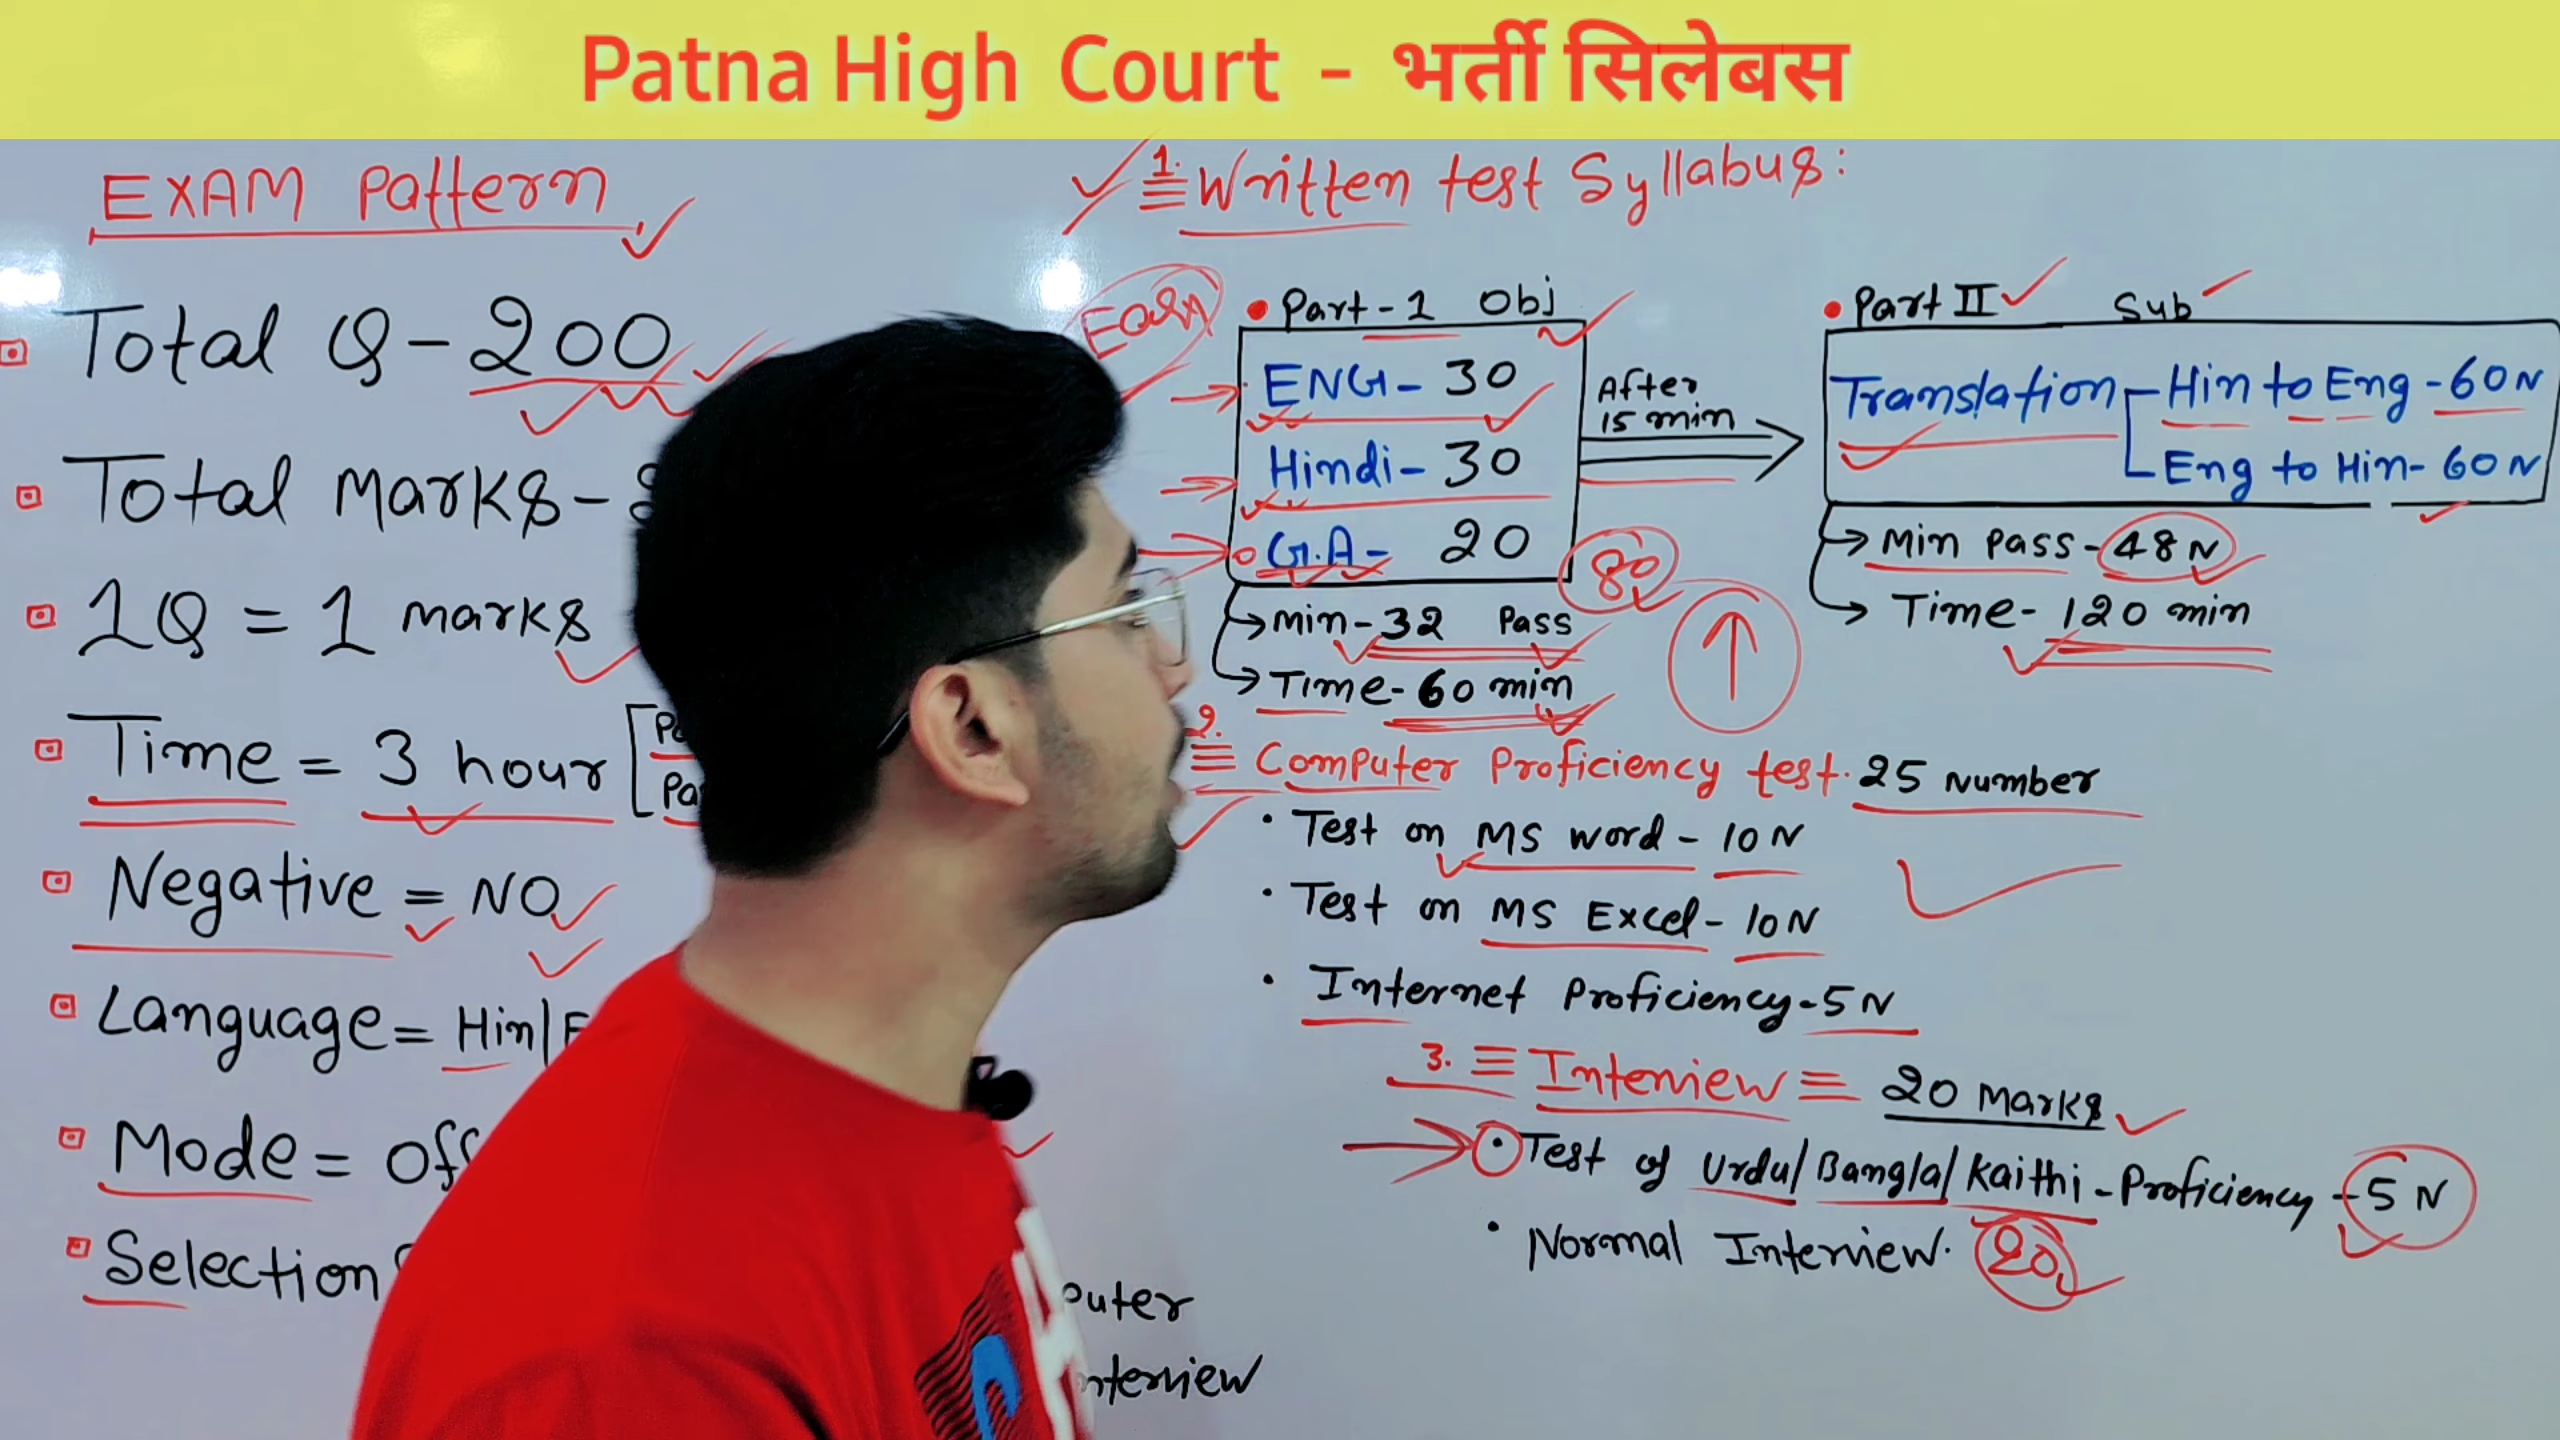 Patna High Court - भर्ती सिलेबस
EXAM Pattern
Total Q - 200
Total Marks -
1Q = 1 marks
Time = 3 hour
Negative = NO
Language = Hin|
Mode =
Selection
puter
nterview
1. Written test Syllabus:
Easy
• Part-1 Obj
ENG - 30
Hindi - 30
G.A - 20
80
Min - 32 Pass
Time - 60 min
After
15 min
• Part II Sub
Translation
Hin to Eng - 60 N
Eng to Hin - 60 N
Min Pass - 48 N
Time - 120 min
2. Computer Proficiency test. 25 Number
• Test on MS Word - 10 N
• Test on MS Excel - 10 N
• Internet Proficiency - 5 N
3. Interview 20 Marks
• Test of Urdu/Bangla/Kaithi - Proficiency - 5 N
• Normal Interview. 20